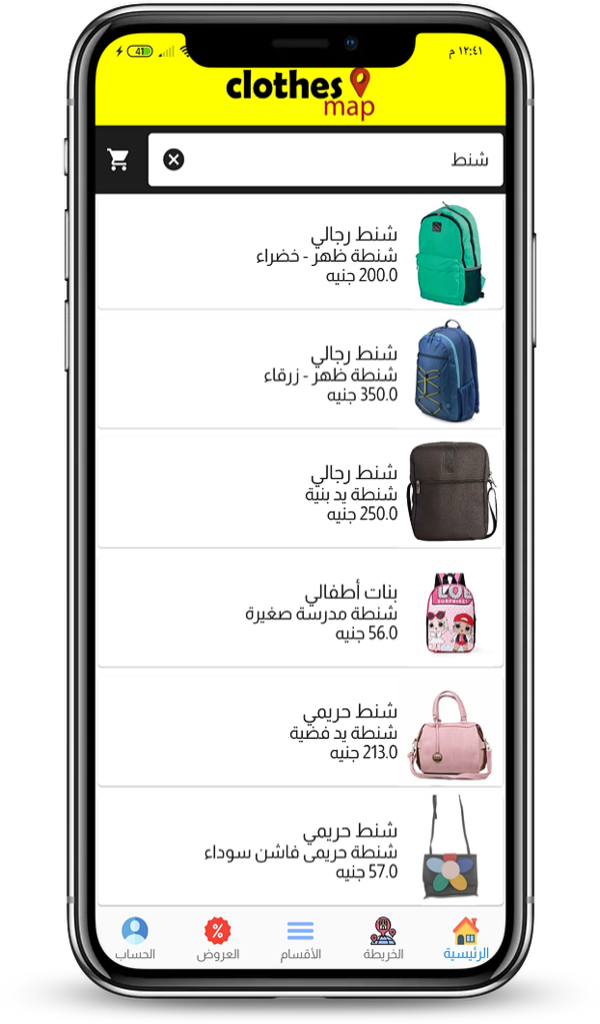 41
١٢:٤١ م
clothes
map
شنط
شنط رجالي
شنطة ظهر - خضراء
200.0 جنيه
شنط رجالي
شنطة ظهر - زرقاء
350.0 جنيه
شنط رجالي
شنطة يد بنية
250.0 جنيه
بنات أطفالي
شنطة مدرسة صغيرة
56.0 جنيه
LOL
SURPRISE!
شنط حريمي
شنطة يد فضية
213.0 جنيه
شنط حريمي
شنطة حريمى فاشن سوداء
57.0 جنيه
الرئيسية
الخريطة
الأقسام
العروض
الحساب